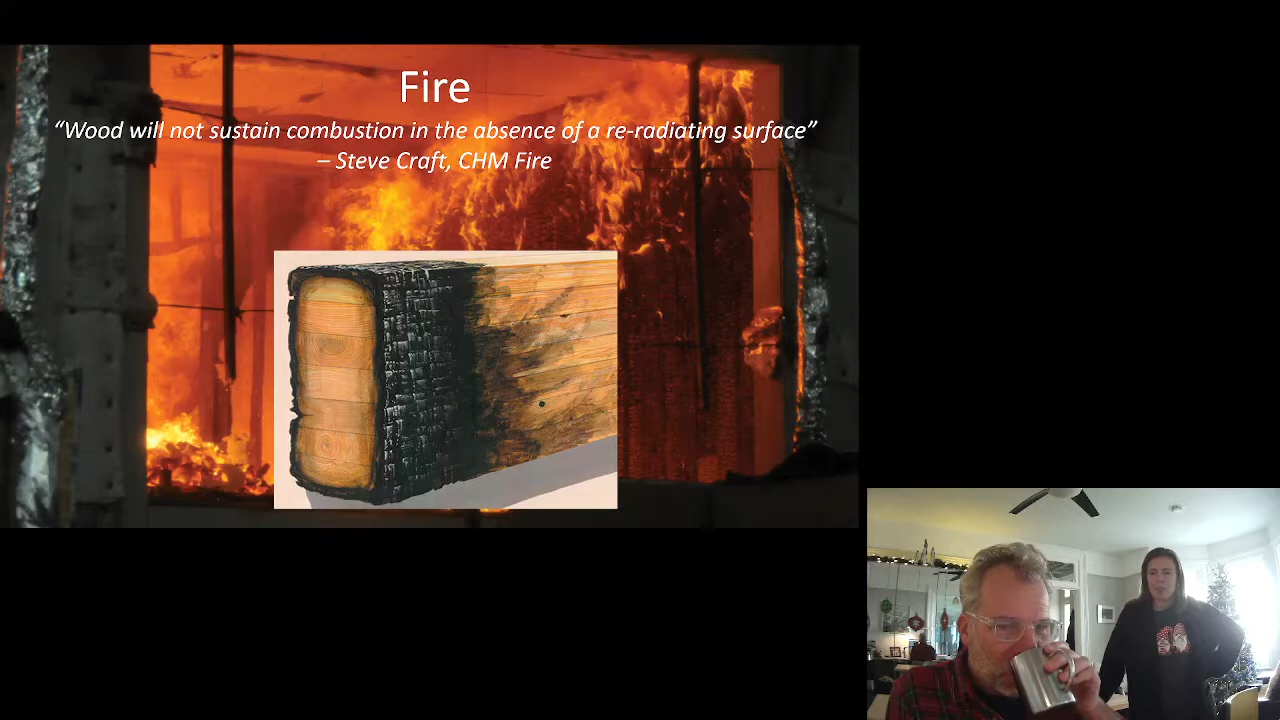 Fire
“Wood will not sustain combustion in the absence of a re-radiating surface”
– Steve Craft, CHM Fire